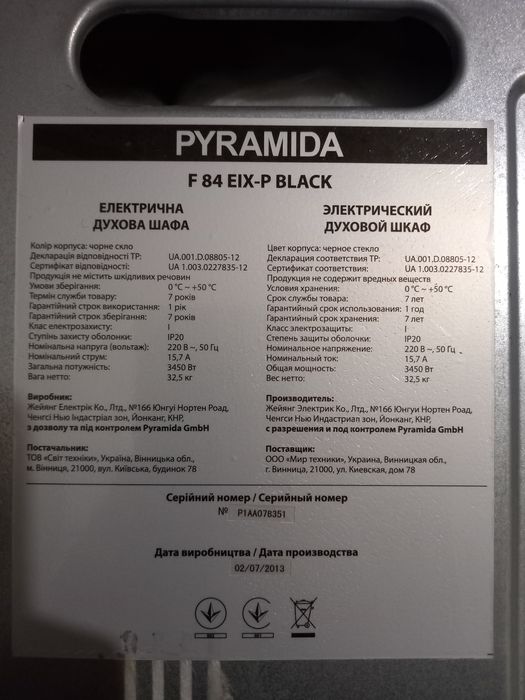 PYRAMIDA
F 84 EIX-P BLACK
ЕЛЕКТРИЧНА
ДУХОВА ШАФА
Колір корпуса: чорне скло
Декларація відповідності ТР: UA.001.D.08805-12
Сертифікат відповідності: UA 1.003.0227835-12
Продукція не містить шкідливих речовин
Умови зберігання: 0 °C ~ +50 °C
Термін служби товару: 7 років
Гарантійний строк використання: 1 рік
Гарантійний строк зберігання: 7 років
Клас електрозахисту: I
Ступінь захисту оболонки: IP20
Номінальна напруга (вольтаж): 220 В ~, 50 Гц
Номінальний струм: 15,7 А
Загальна потужність: 3450 Вт
Вага нетто: 32,5 кг
Виробник:
Жейянг Електрік Ко., Лтд., №166 Юнгуі Нортен Роад,
Ченгсі Нью Індастріал зон, Йонканг, КНР,
з дозволу та під контролем Pyramida GmbH
Постачальник:
ТОВ «Світ техніки», Україна, Вінницька обл.,
м. Вінниця, 21000, вул. Київська, будинок 78
ЭЛЕКТРИЧЕСКИЙ
ДУХОВОЙ ШКАФ
Цвет корпуса: черное стекло
Декларация соответствия ТР: UA.001.D.08805-12
Сертификат соответствия: UA 1.003.0227835-12
Продукция не содержит вредных веществ
Условия хранения: 0 °C ~ +50 °C
Срок службы товара: 7 лет
Гарантийный срок использования: 1 год
Гарантийный срок хранения: 7 лет
Класс электрозащиты: I
Степень защиты оболочки: IP20
Номинальное напряжение: 220 В ~, 50 Гц
Номинальный ток: 15,7 А
Общая мощность: 3450 Вт
Вес нетто: 32,5 кг
Производитель:
Жейянг Электрик Ко., Лтд., №166 Юнгуи Нортен Роад,
Ченгси Нью Индастриал зон, Йонканг, КНР,
с разрешения и под контролем Pyramida GmbH
Поставщик:
ООО «Мир техники», Украина, Винницкая обл.,
г. Винница, 21000, ул. Киевская, дом 78
Серійний номер / Серийный номер
№ P1AA078351
Дата виробництва / Дата производства
02/07/2013